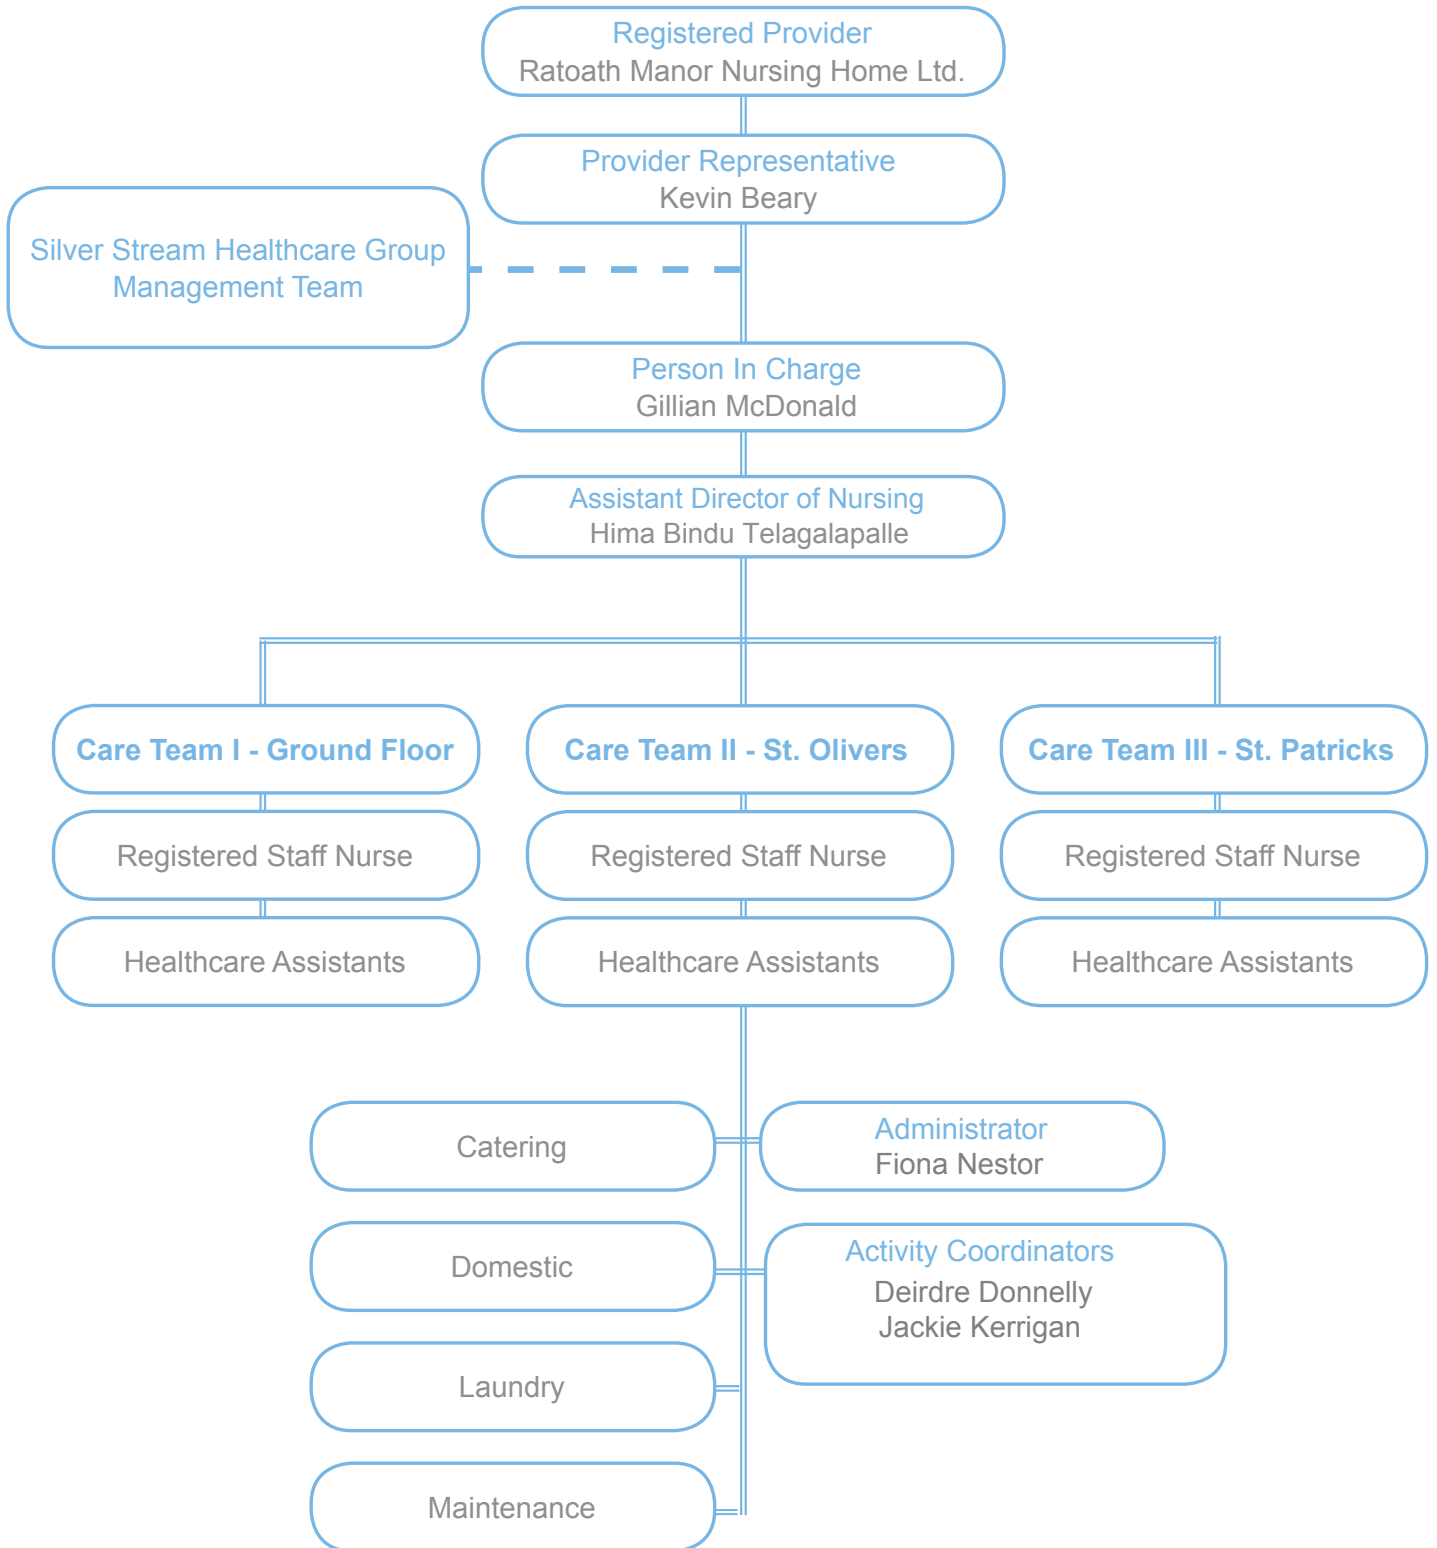 Registered Provider
Ratoath Manor Nursing Home Ltd.
Provider Representative
Kevin Beary
Silver Stream Healthcare Group
Management Team
Person In Charge
Gillian McDonald
Assistant Director of Nursing
Hima Bindu Telagalapalle
Care Team I - Ground Floor
Care Team II - St. Olivers
Care Team III - St. Patricks
Registered Staff Nurse
Registered Staff Nurse
Registered Staff Nurse
Healthcare Assistants
Healthcare Assistants
Healthcare Assistants
Catering
Administrator
Fiona Nestor
Domestic
Activity Coordinators
Deirdre Donnelly
Jackie Kerrigan
Laundry
Maintenance